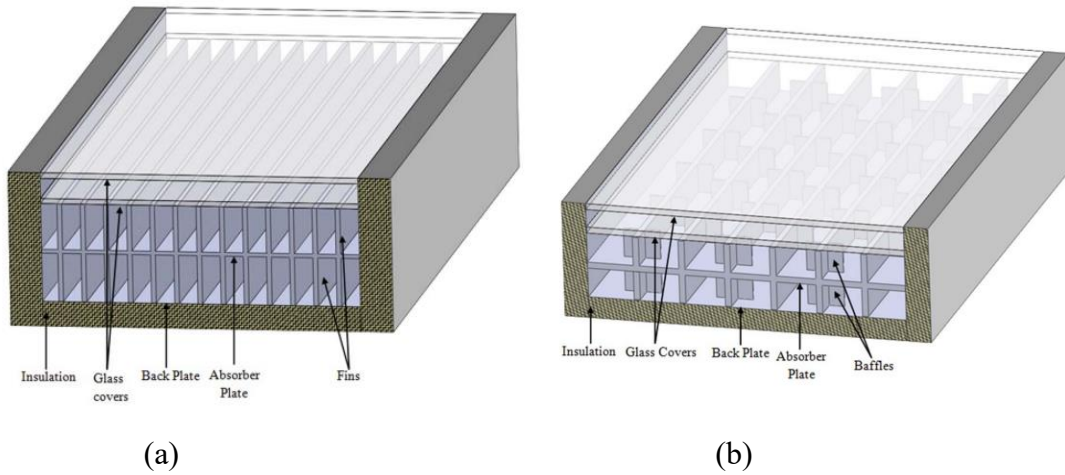 Insulation
Glass
covers
Back Plate
Absorber
Plate
Fins
Insulation
Glass Covers
Back Plate
Absorber
Plate
Baffles
(a)
(b)